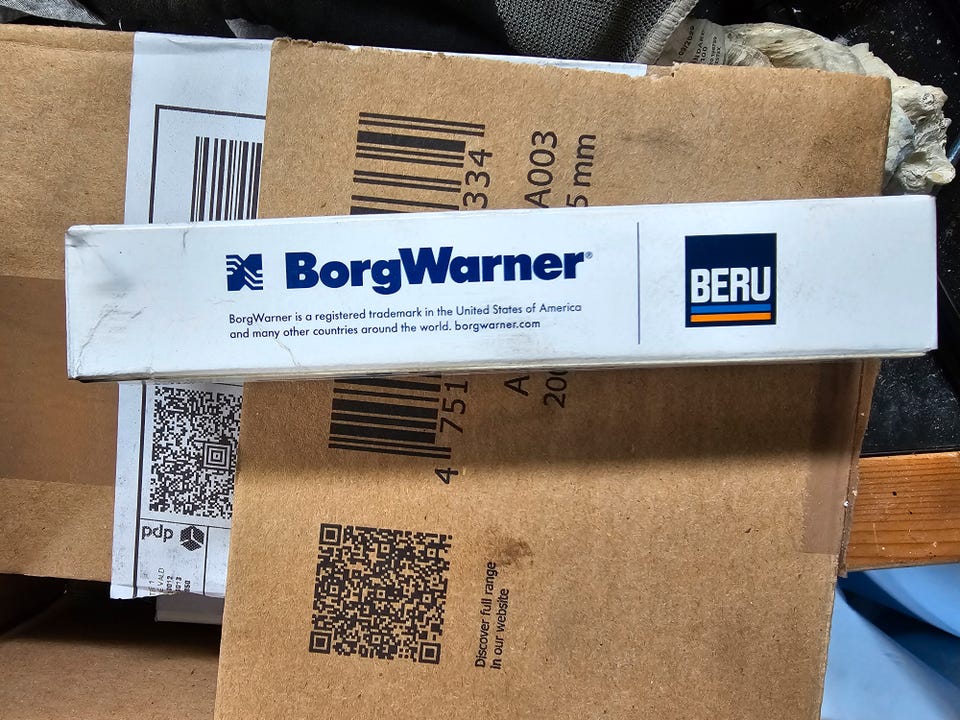 BorgWarner®
BorgWarner is a registered trademark in the United States of America
and many other countries around the world. borgwarner.com
BERU
334
A003
5 mm
4 751
A
200
dpd
Discover full range
in our website